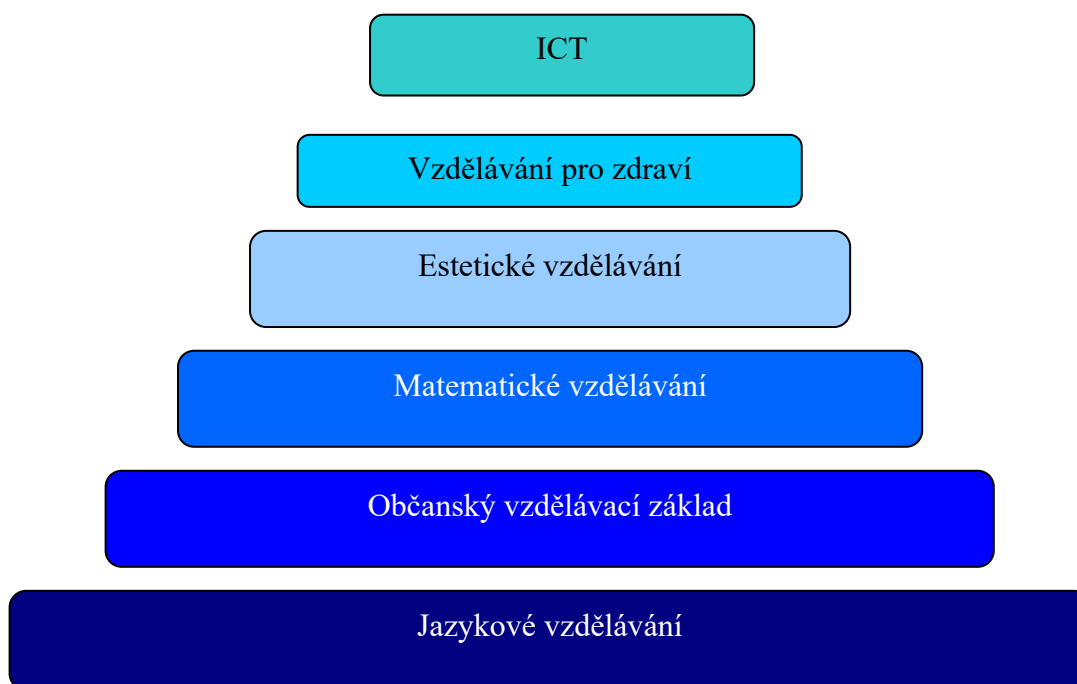 ICT
Vzdělávání pro zdraví
Estetické vzdělávání
Matematické vzdělávání
Občanský vzdělávací základ
Jazykové vzdělávání